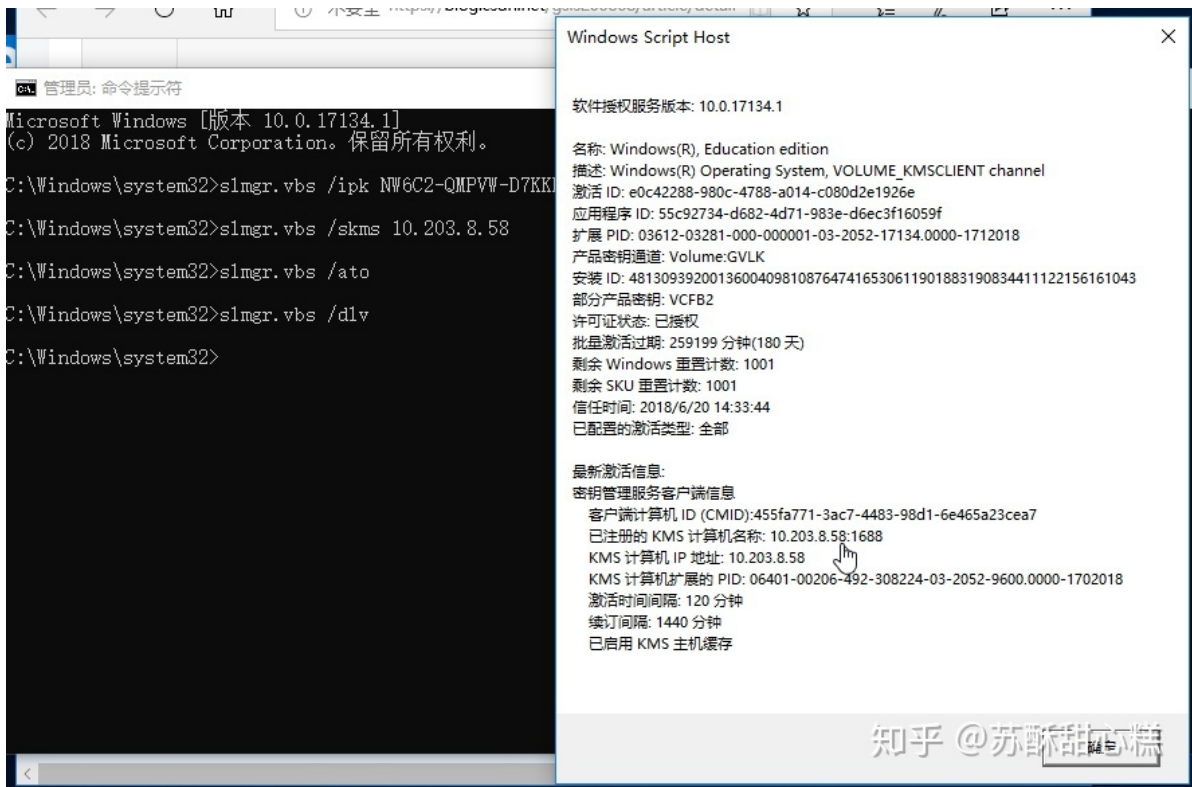 管理员: 命令提示符
Microsoft Windows [版本 10.0.17134.1]
(c) 2018 Microsoft Corporation。保留所有权利。
C:\Windows\system32>slmgr.vbs /ipk NW6C2-QMPVW-D7KK
C:\Windows\system32>slmgr.vbs /skms 10.203.8.58
C:\Windows\system32>slmgr.vbs /ato
C:\Windows\system32>slmgr.vbs /dlv
C:\Windows\system32>
Windows Script Host
软件授权服务版本: 10.0.17134.1
名称: Windows(R), Education edition
描述: Windows(R) Operating System, VOLUME_KMSCLIENT channel
激活 ID: e0c42288-980c-4788-a014-c080d2e1926e
应用程序 ID: 55c92734-d682-4d71-983e-d6ec3f16059f
扩展 PID: 03612-03281-000-000001-03-2052-17134.0000-1712018
产品密钥通道: Volume:GVLK
安装 ID: 481309392001360040981087647416530611901883190834411122156161043
部分产品密钥: VCFB2
许可证状态: 已授权
批量激活过期: 259199 分钟(180 天)
剩余 Windows 重置计数: 1001
剩余 SKU 重置计数: 1001
信任时间: 2018/6/20 14:33:44
已配置的激活类型: 全部
最新激活信息:
密钥管理服务客户端信息
客户端计算机 ID (CMID):455fa771-3ac7-4483-98d1-6e465a23cea7
已注册的 KMS 计算机名称: 10.203.8.58:1688
KMS 计算机 IP 地址: 10.203.8.58
KMS 计算机扩展的 PID: 06401-00206-492-308224-03-2052-9600.0000-1702018
激活时间间隔: 120 分钟
续订间隔: 1440 分钟
已启用 KMS 主机缓存
确定
知乎 @苏酥甜心糕